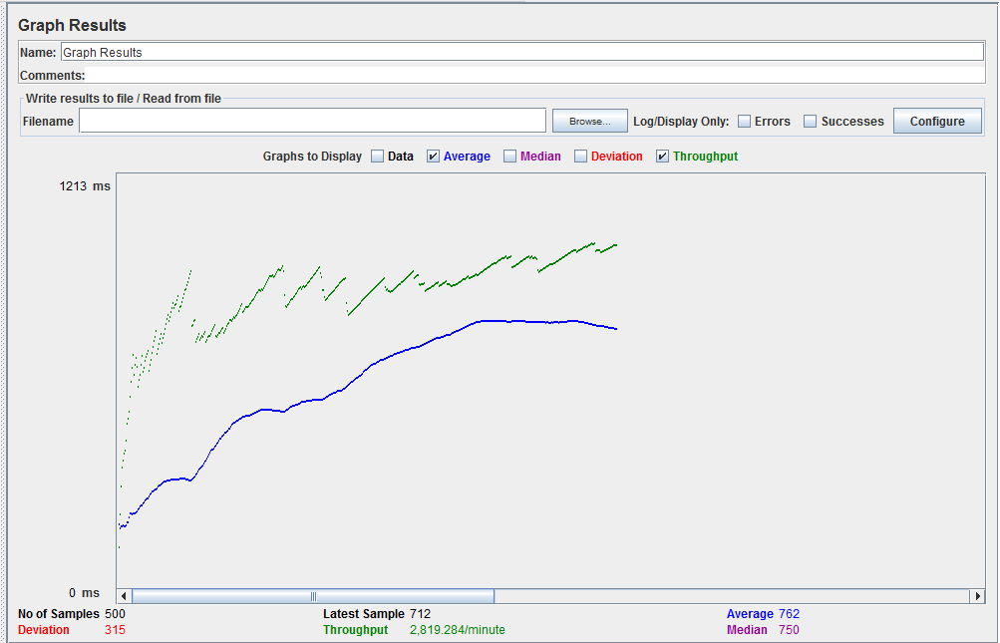 Graph Results
Name: Graph Results
Comments:
Write results to file / Read from file
Filename Browse... Log/Display Only: Errors Successes Configure
Graphs to Display Data Average Median Deviation Throughput
1213 ms
0 ms
No of Samples 500 Latest Sample 712 Average 762
Deviation 315 Throughput 2,819.284/minute Median 750